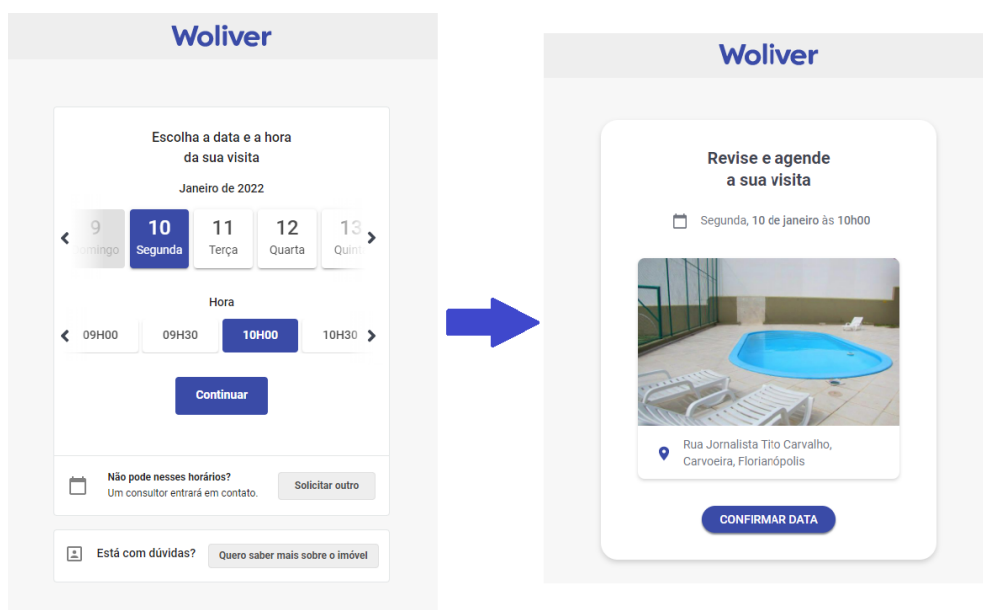 Woliver
Escolha a data e a hora
da sua visita
Janeiro de 2022
9 10 11 12 13
Segunda Terça Quarta
Hora
09H00 09H30 10H00 10H30
Continuar
Não pode nesses horários?
Um consultor entrará em contato.
Solicitar outro
Está com dúvidas?
Quero saber mais sobre o imóvel
Woliver
Revise e agende
a sua visita
Segunda, 10 de janeiro às 10h00
Rua Jornalista Tito Carvalho,
Carvoeira, Florianópolis
CONFIRMAR DATA